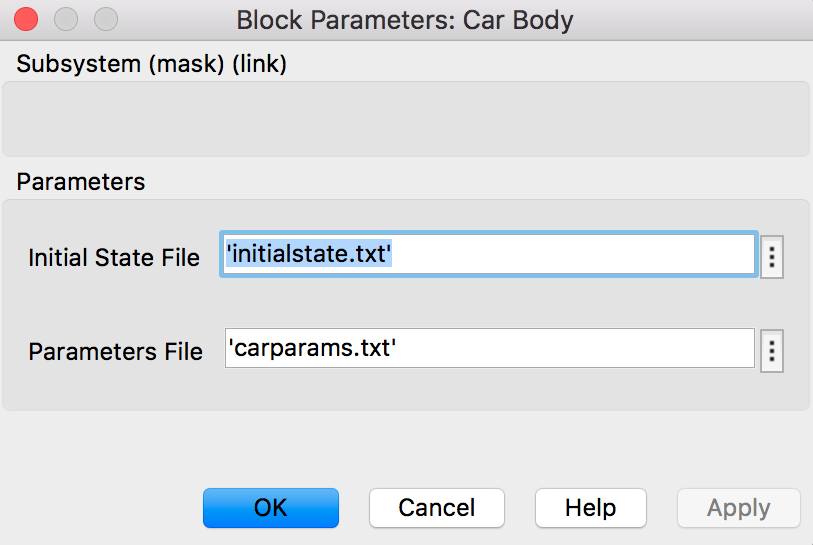 Block Parameters: Car Body
Subsystem (mask) (link)
Parameters
Initial State File 'initialstate.txt'
Parameters File 'carparams.txt'
OK Cancel Help Apply